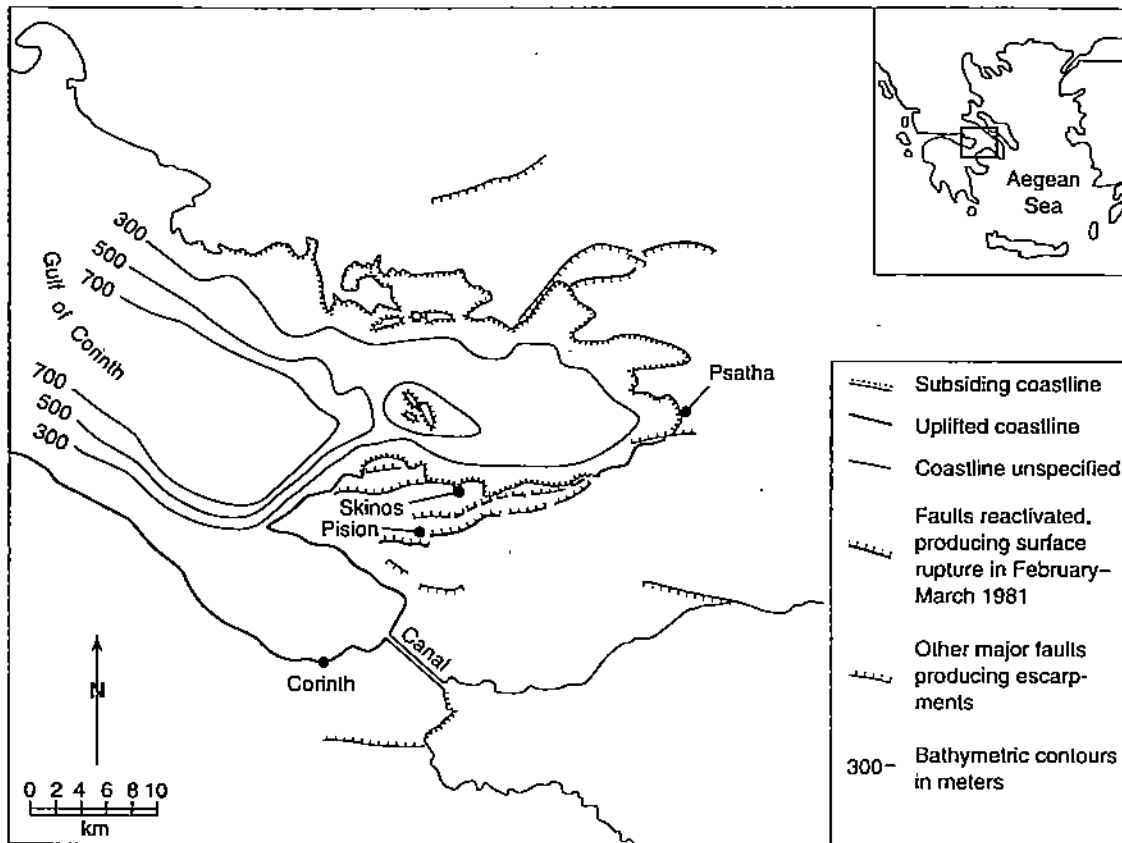 Aegean
Sea
300
500
700
Gulf of Corinth
700
500
300
Psatha
Skinos
Pision
Canal
Corinth
N
0 2 4 6 8 10
km
Subsiding coastline
Uplifted coastline
Coastline unspecified
Faults reactivated,
producing surface
rupture in February–
March 1981
Other major faults
producing escarp-
ments
300–
Bathymetric contours
in meters